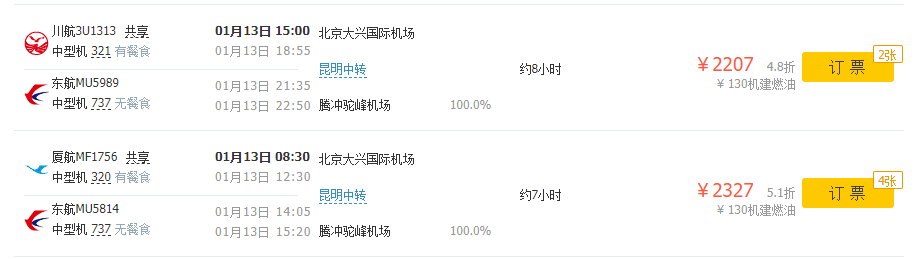 川航3U1313 共享 01月13日 15:00 北京大兴国际机场
中型机 321 有餐食 01月13日 18:55
昆明中转 约8小时 ￥2207 4.8折 订 票 2张
东航MU5989 01月13日 21:35 ￥130机建燃油
中型机 737 无餐食 01月13日 22:50 腾冲驼峰机场 100.0%
厦航MF1756 共享 01月13日 08:30 北京大兴国际机场
中型机 320 有餐食 01月13日 12:30
昆明中转 约7小时 ￥2327 5.1折 订 票 4张
东航MU5814 01月13日 14:05 ￥130机建燃油
中型机 737 无餐食 01月13日 15:20 腾冲驼峰机场 100.0%